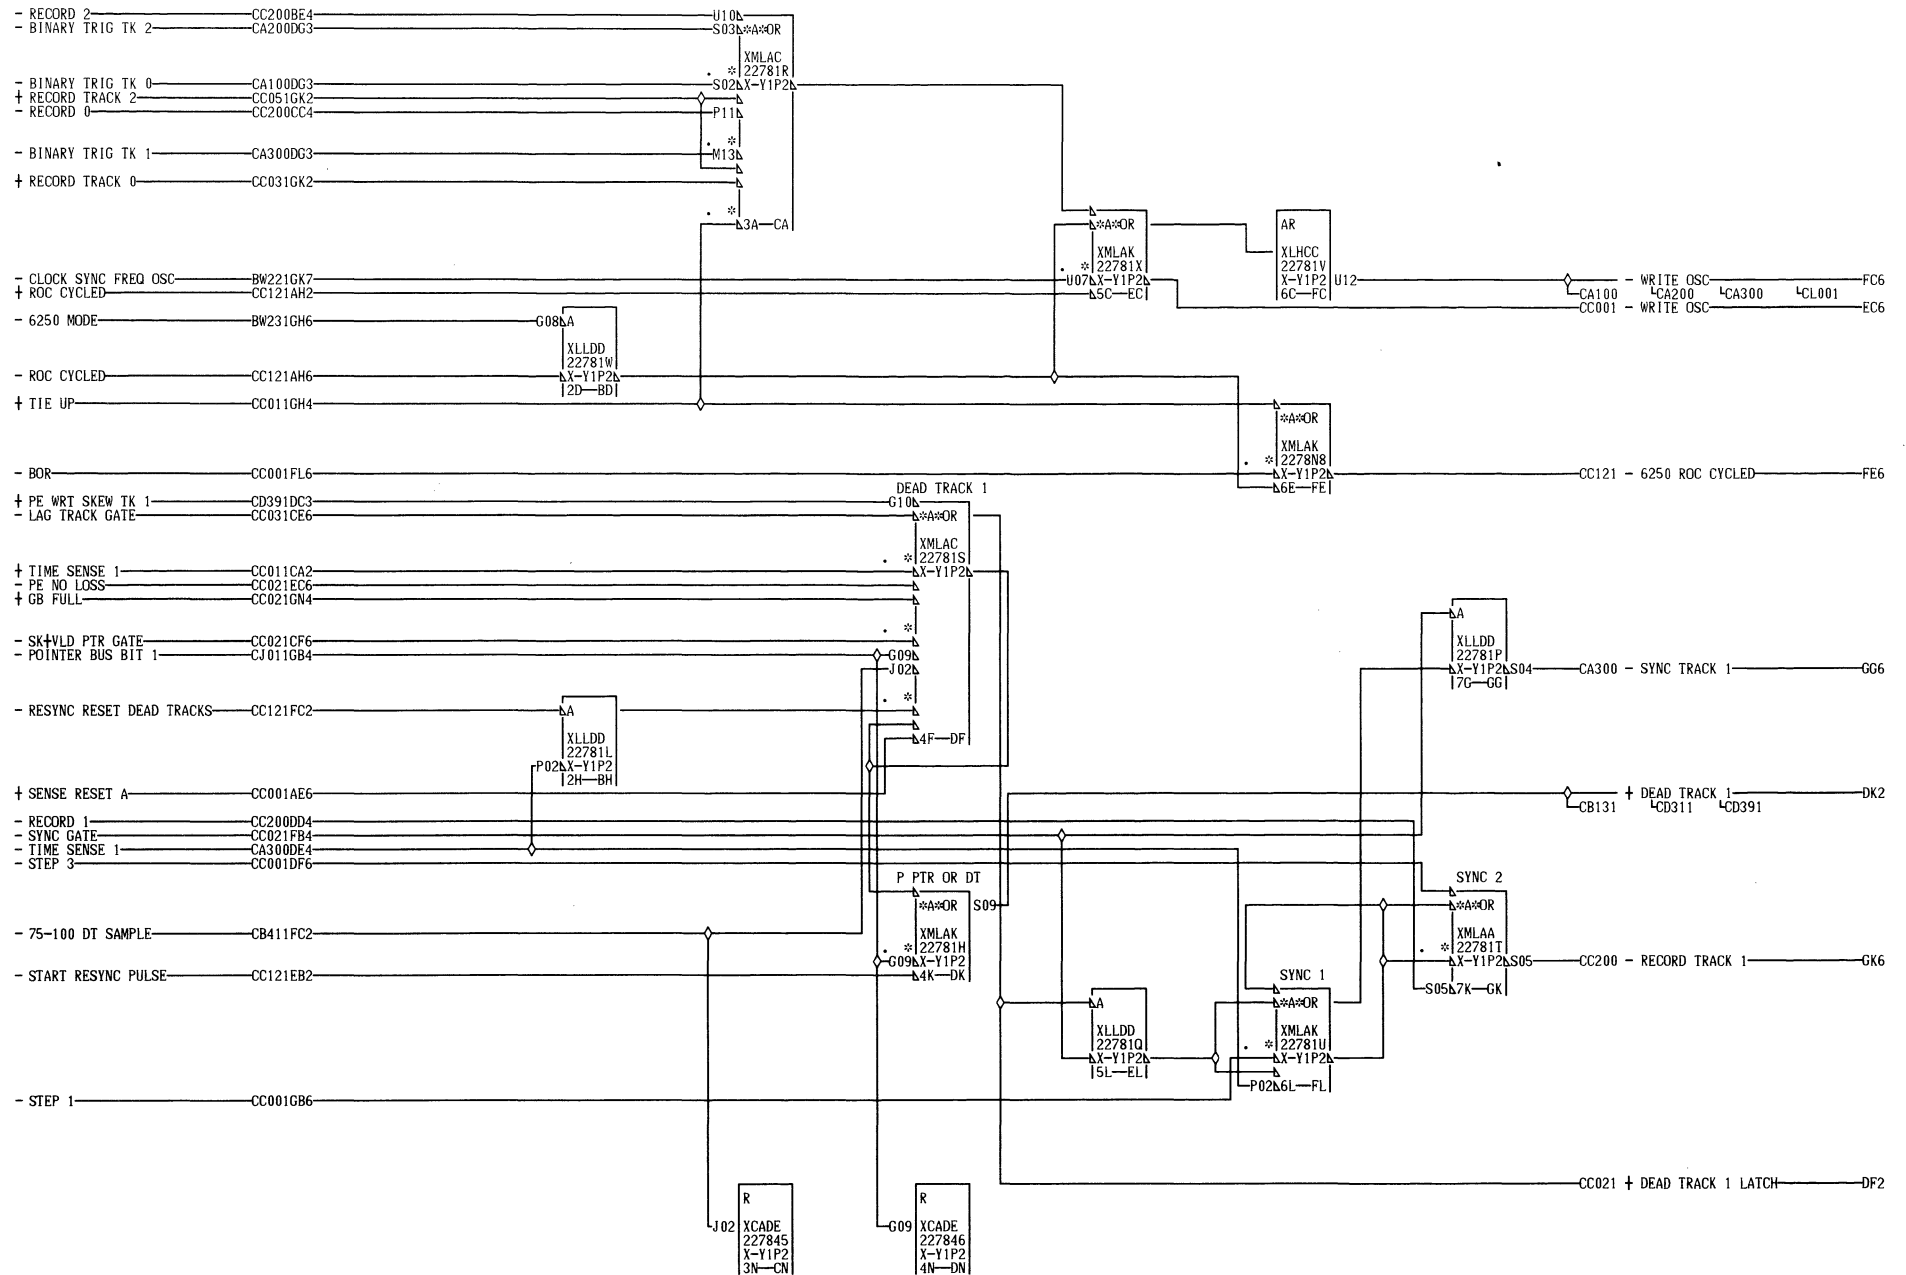 - RECORD 2 CC200BE4 U10
- BINARY TRIG TK 2 CA200DG3 S03 *A*OR
XMLAC
* 22781R
- BINARY TRIG TK 0 CA100DG3 S02 X-Y1P2
+ RECORD TRACK 2 CC051GK2
- RECORD 0 CC200CC4 P11
*
- BINARY TRIG TK 1 CA300DG3 M13
+ RECORD TRACK 0 CC031GK2
*
3A-CA
*A*OR AR
XMLAK XLHCC
* 22781X 22781V
- CLOCK SYNC FREQ OSC BW221GK7 U07 X-Y1P2 X-Y1P2 U12 - WRITE OSC FC6
+ ROC CYCLED CC121AH2 5C-EC 6C-FC CA100 CA200 CA300 CL001
CC001 - WRITE OSC EC6
- 6250 MODE BW231GH6 G08 A
XLLDD
22781W
- ROC CYCLED CC121AH6 X-Y1P2
2D-BD
+ TIE UP CC011GH4
*A*OR
XMLAK
* 2278N8
- BOR CC001FL6 X-Y1P2 CC121 - 6250 ROC CYCLED FE6
6E-FE
DEAD TRACK 1
+ PE WRT SKEW TK 1 CD391DC3 G10
- LAG TRACK GATE CC031CE6 *A*OR
XMLAC
* 22781S
+ TIME SENSE 1 CC011CA2 X-Y1P2
- PE NO LOSS CC021EC6
+ GB FULL CC021GN4
A
*
- SK+VLD PTR GATE CC021CF6
XLLDD
- POINTER BUS BIT 1 CJ011GB4 G09 22781P
J02 X-Y1P2 S04 CA300 - SYNC TRACK 1 GG6
7G-GG
*
- RESYNC RESET DEAD TRACKS CC121FC2 A
XLLDD 4F-DF
22781L
P02 X-Y1P2
2H-BH
+ SENSE RESET A CC001AE6 + DEAD TRACK 1 DK2
CB131 CD311 CD391
- RECORD 1 CC200DD4
- SYNC GATE CC021FB4
- TIME SENSE 1 CA300DE4
- STEP 3 CC001DF6
P PTR OR DT SYNC 2
*A*OR S09 *A*OR
- 75-100 DT SAMPLE CB411FC2 XMLAK XMLAA
* 22781H * 22781T
G09 X-Y1P2 X-Y1P2 S05 CC200 - RECORD TRACK 1 GK6
- START RESYNC PULSE CC121EB2 4K-DK SYNC 1
S05 7K-GK
A *A*OR
XLLDD XMLAK
22781Q * 22781U
X-Y1P2 X-Y1P2
5L-EL
P02 6L-FL
- STEP 1 CC001GB6
CC021 + DEAD TRACK 1 LATCH DF2
R R
J02 XCADE G09 XCADE
227845 227846
X-Y1P2 X-Y1P2
3N-CN 4N-DN